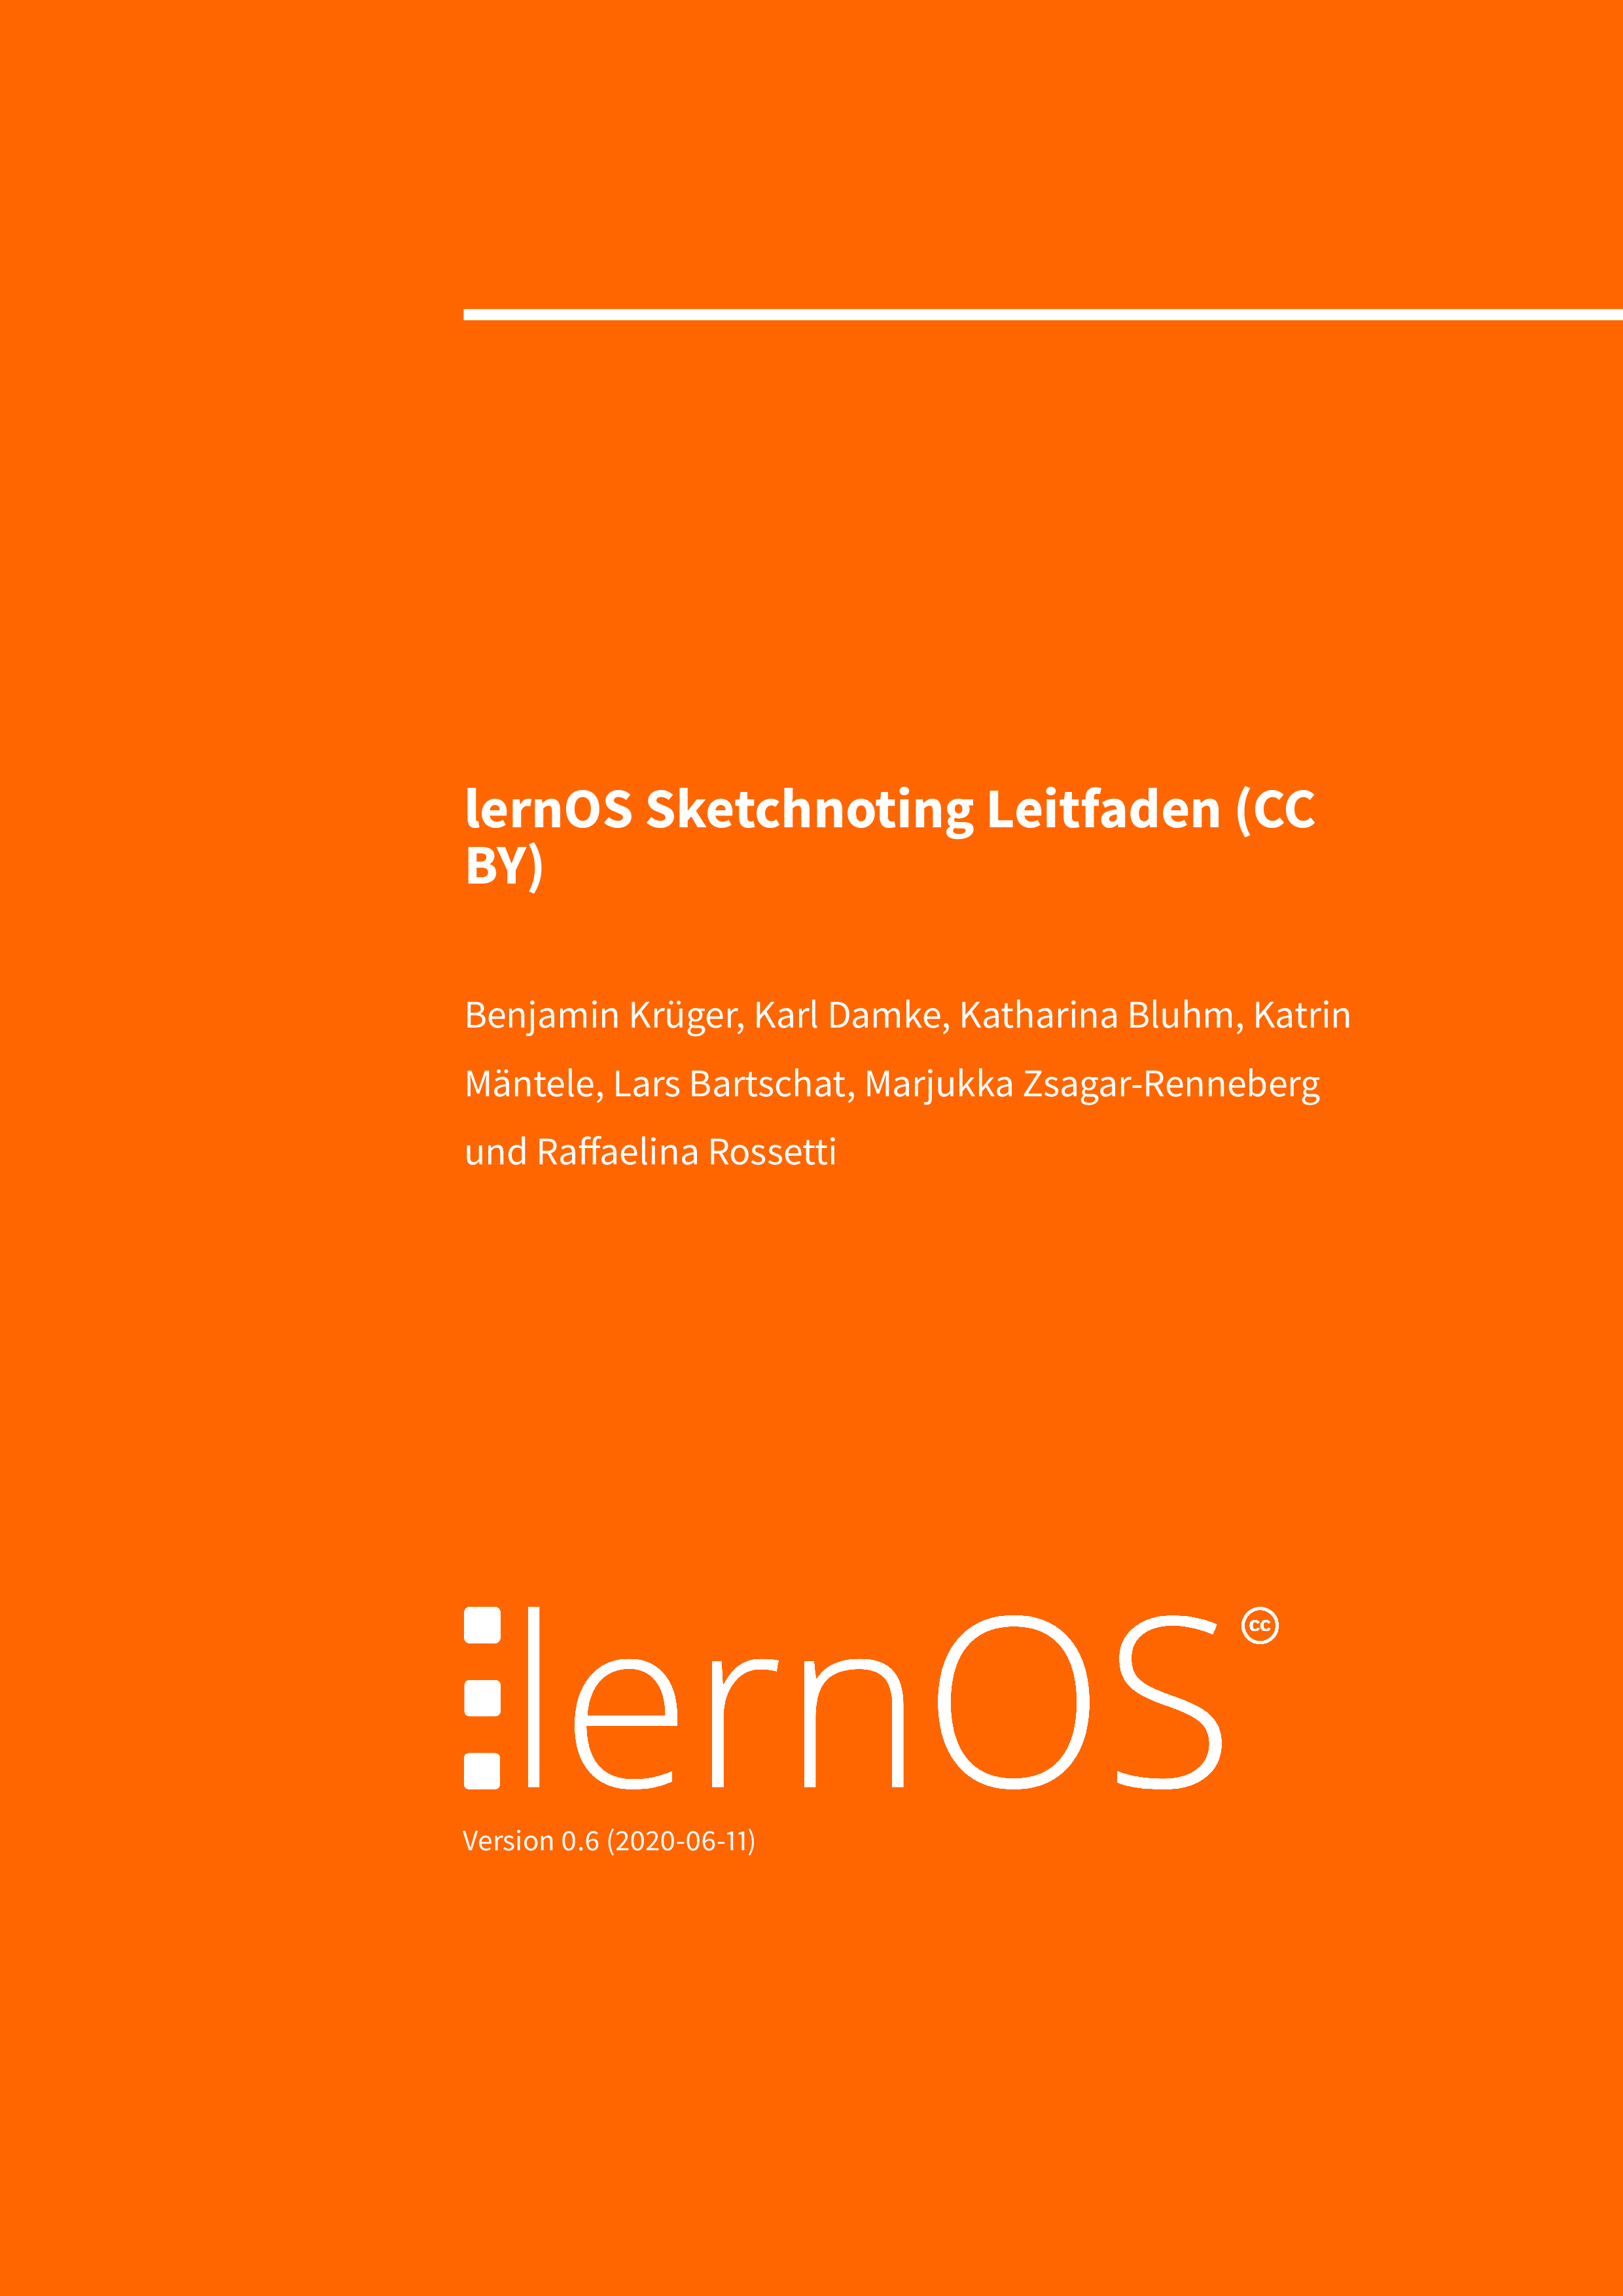 lernOS Sketchnoting Leitfaden (CC
BY)
Benjamin Krüger, Karl Damke, Katharina Bluhm, Katrin
Mäntele, Lars Bartschat, Marjukka Zsagar-Renneberg
und Raffaelina Rossetti
lernOS cc
Version 0.6 (2020-06-11)